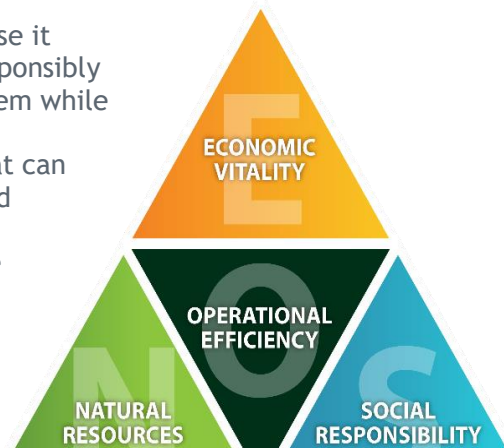 se it
ponsibly
em while
at can
d
E
ECONOMIC
VITALITY
O
OPERATIONAL
EFFICIENCY
N
NATURAL
RESOURCES
S
SOCIAL
RESPONSIBILITY